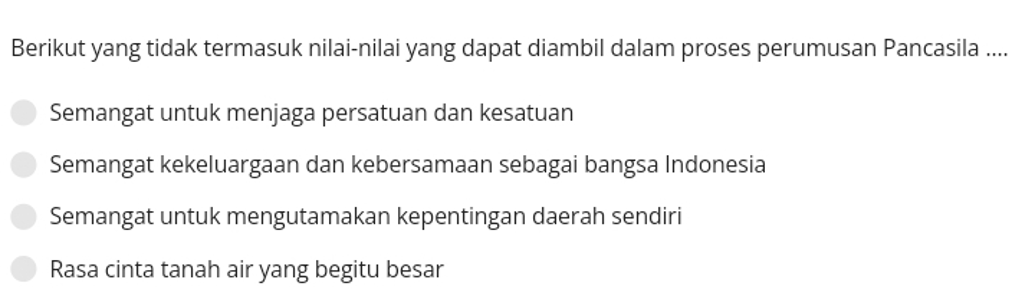 Berikut yang tidak termasuk nilai-nilai yang dapat diambil dalam proses perumusan Pancasila ....
Semangat untuk menjaga persatuan dan kesatuan
Semangat kekeluargaan dan kebersamaan sebagai bangsa Indonesia
Semangat untuk mengutamakan kepentingan daerah sendiri
Rasa cinta tanah air yang begitu besar